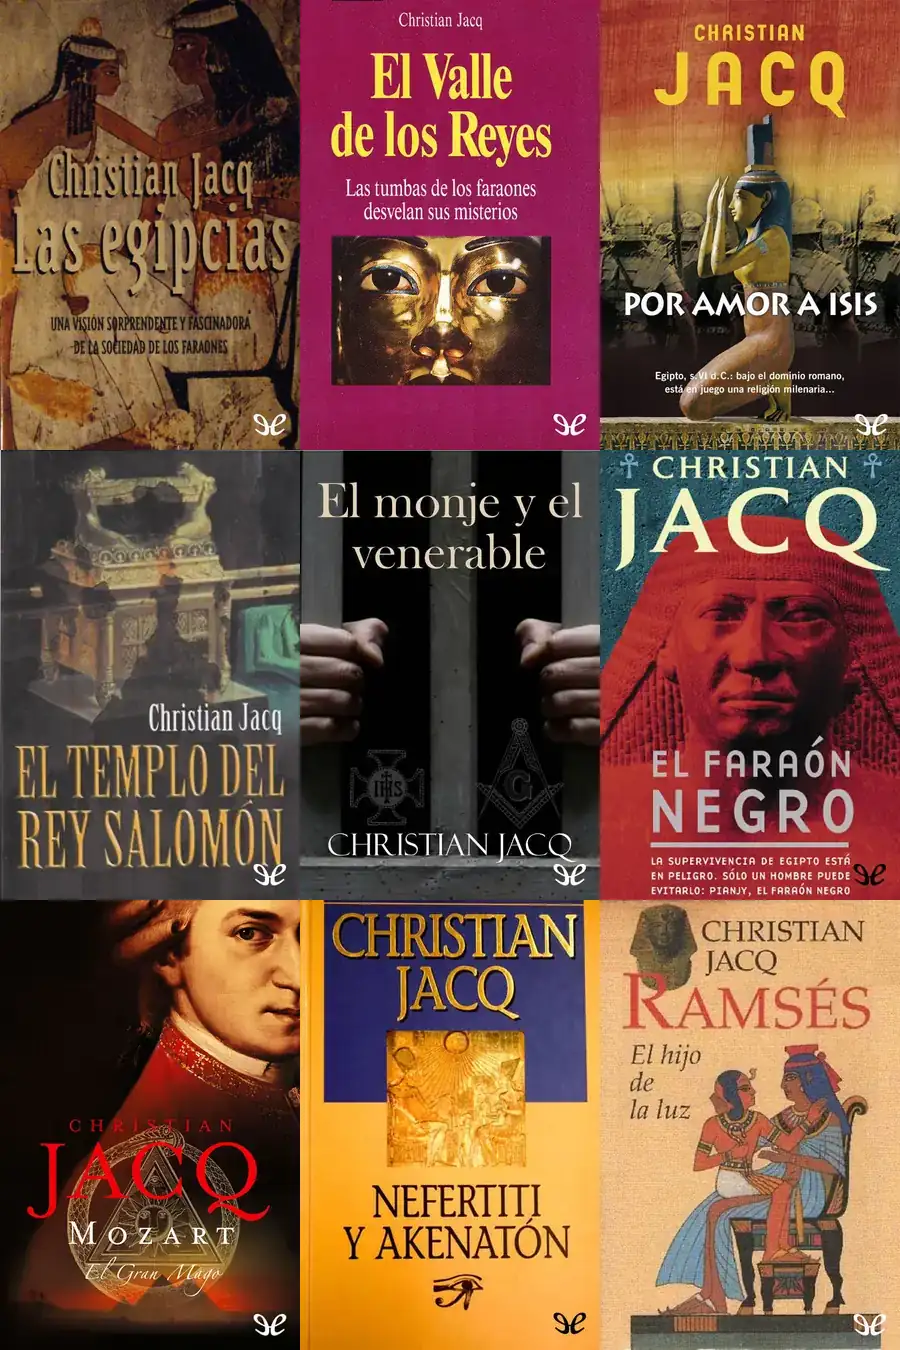 Christian Jacq
Las egipcias
UNA VISIÓN SORPRENDENTE Y FASCINADORA
DE LA SOCIEDAD DE LOS FARAONES
Christian Jacq
El Valle
de los Reyes
Las tumbas de los faraones
desvelan sus misterios
CHRISTIAN
JACQ
POR AMOR A ISIS
Egipto, s. VI d.C.: bajo el dominio romano,
está en juego una religión milenaria...
Christian Jacq
EL TEMPLO DEL
REY SALOMÓN
El monje y el
venerable
IHS
G
CHRISTIAN JACQ
CHRISTIAN
JACQ
EL FARAÓN
NEGRO
LA SUPERVIVENCIA DE EGIPTO ESTÁ
EN PELIGRO. SÓLO UN HOMBRE PUEDE
EVITARLO: PIANJY, EL FARAÓN NEGRO
CHRISTIAN
JACQ
MOZART
El Gran Mago
CHRISTIAN
JACQ
NEFERTITI
Y AKENATÓN
CHRISTIAN
JACQ
RAMSÉS
El hijo
de
la luz